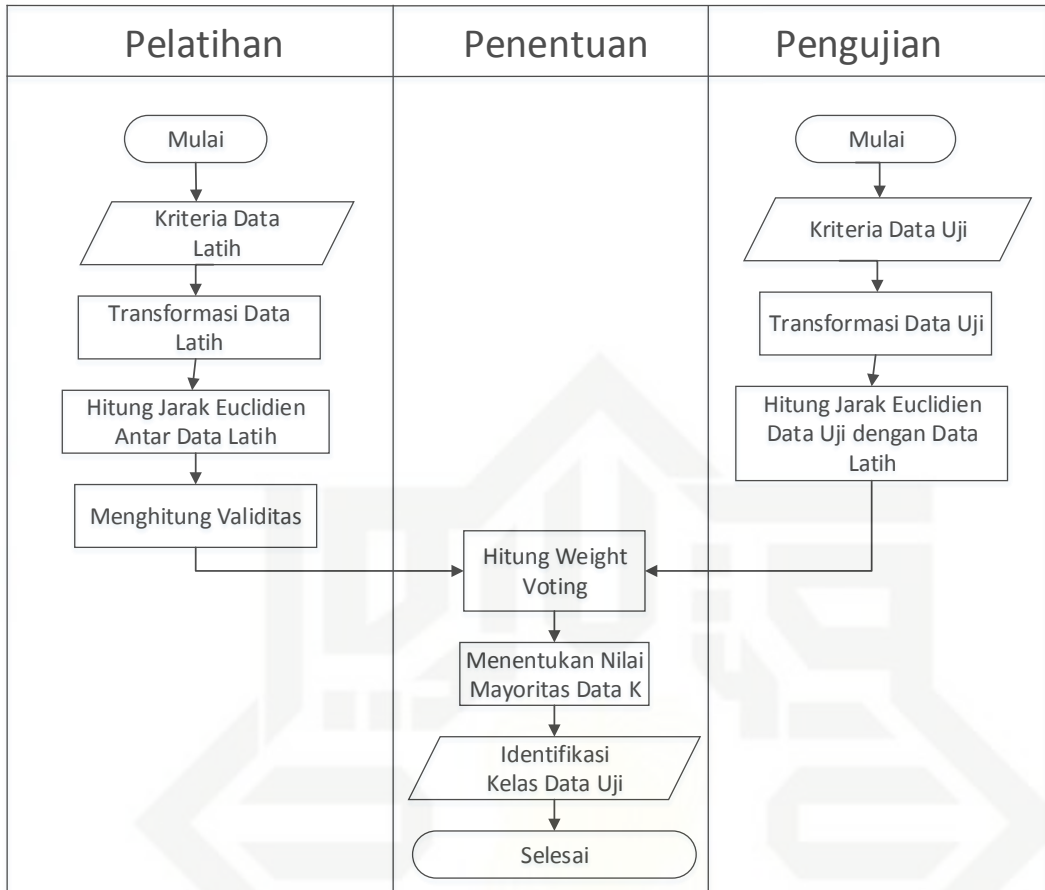 Pelatihan
Penentuan
Pengujian
Mulai
Kriteria Data
Latih
Transformasi Data
Latih
Hitung Jarak Euclidien
Antar Data Latih
Menghitung Validitas
Hitung Weight
Voting
Menentukan Nilai
Mayoritas Data K
Identifikasi
Kelas Data Uji
Selesai
Mulai
Kriteria Data Uji
Transformasi Data Uji
Hitung Jarak Euclidien
Data Uji dengan Data
Latih